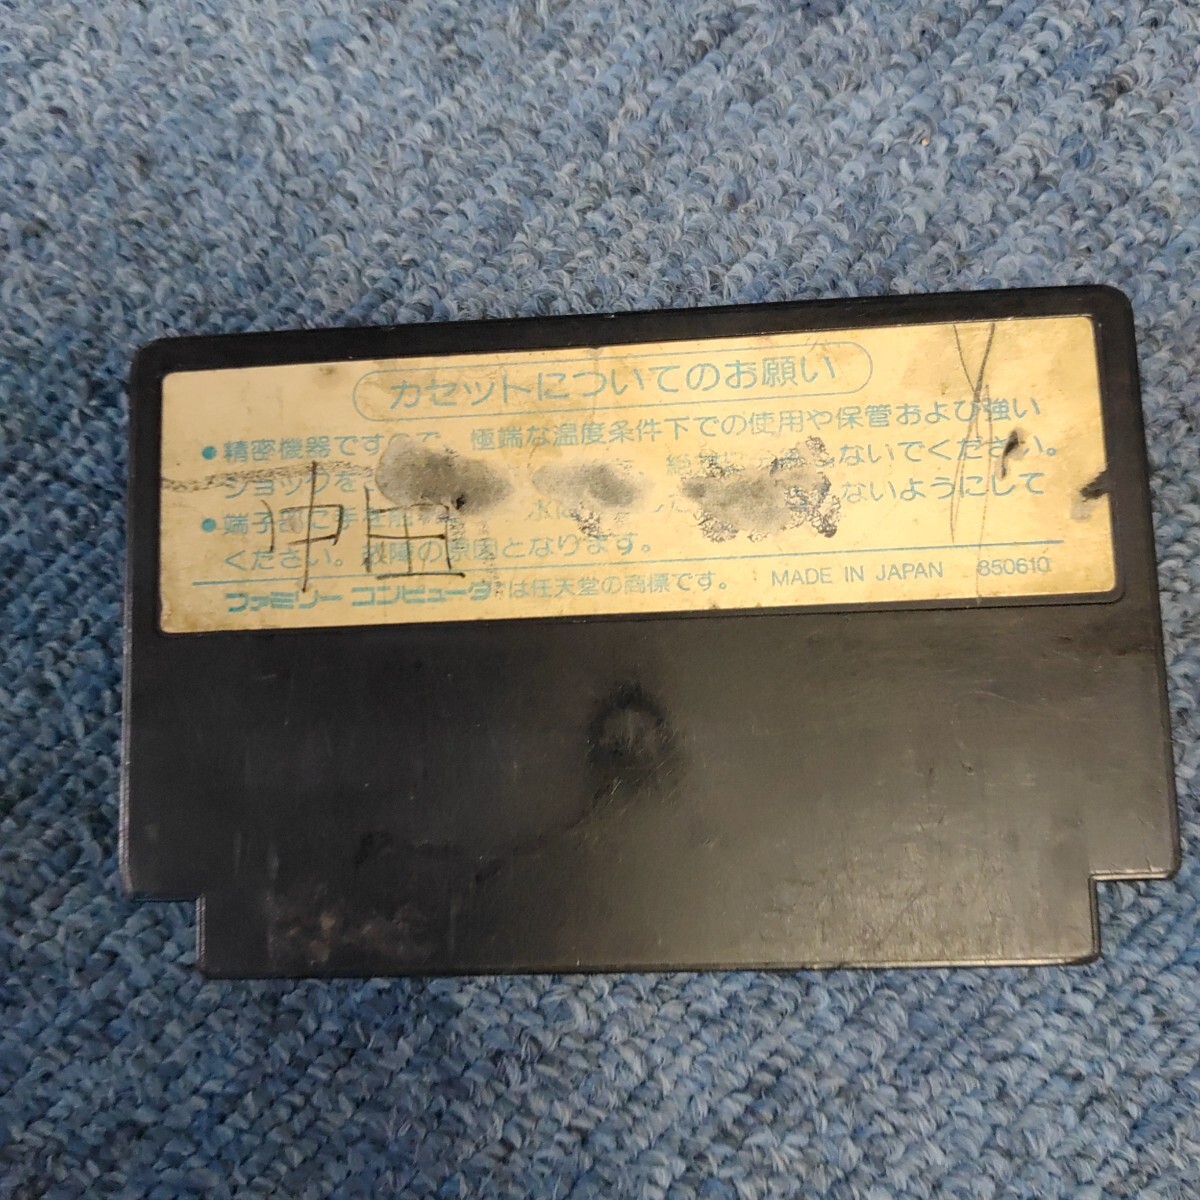 カセットについてのお願い
● 精密機器ですので、極端な温度条件下での使用や保管および強い
ショックを ないでください。
● 端子部に手を ないようにして
ください。故障の原因となります。
ファミリーコンピュータは任天堂の商標です。 MADE IN JAPAN 850610